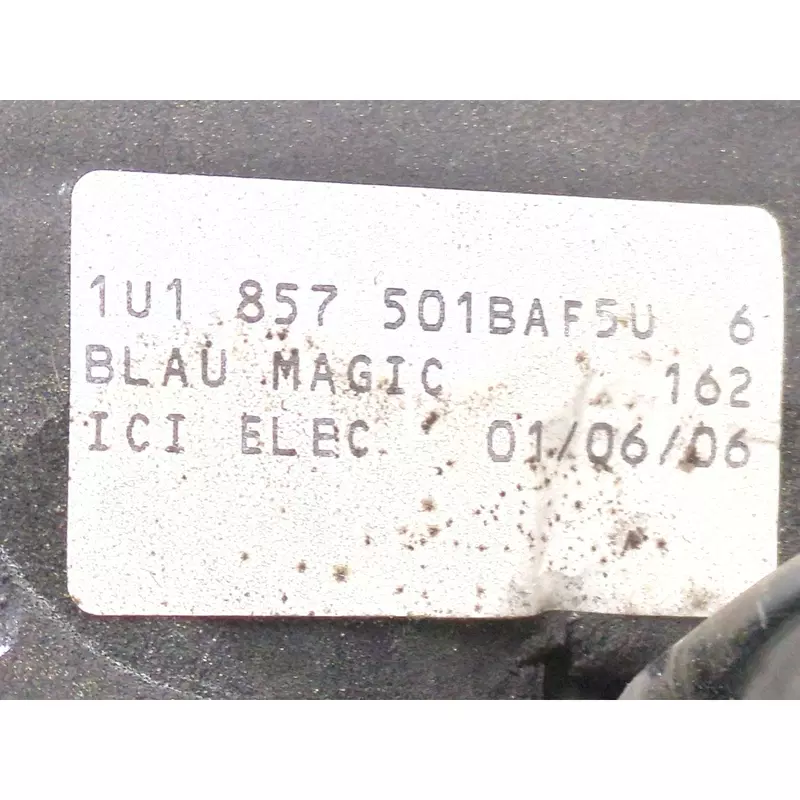 1U1 857 501BAF5U 6
BLAU MAGIC 162
ICI ELEC 01/06/06